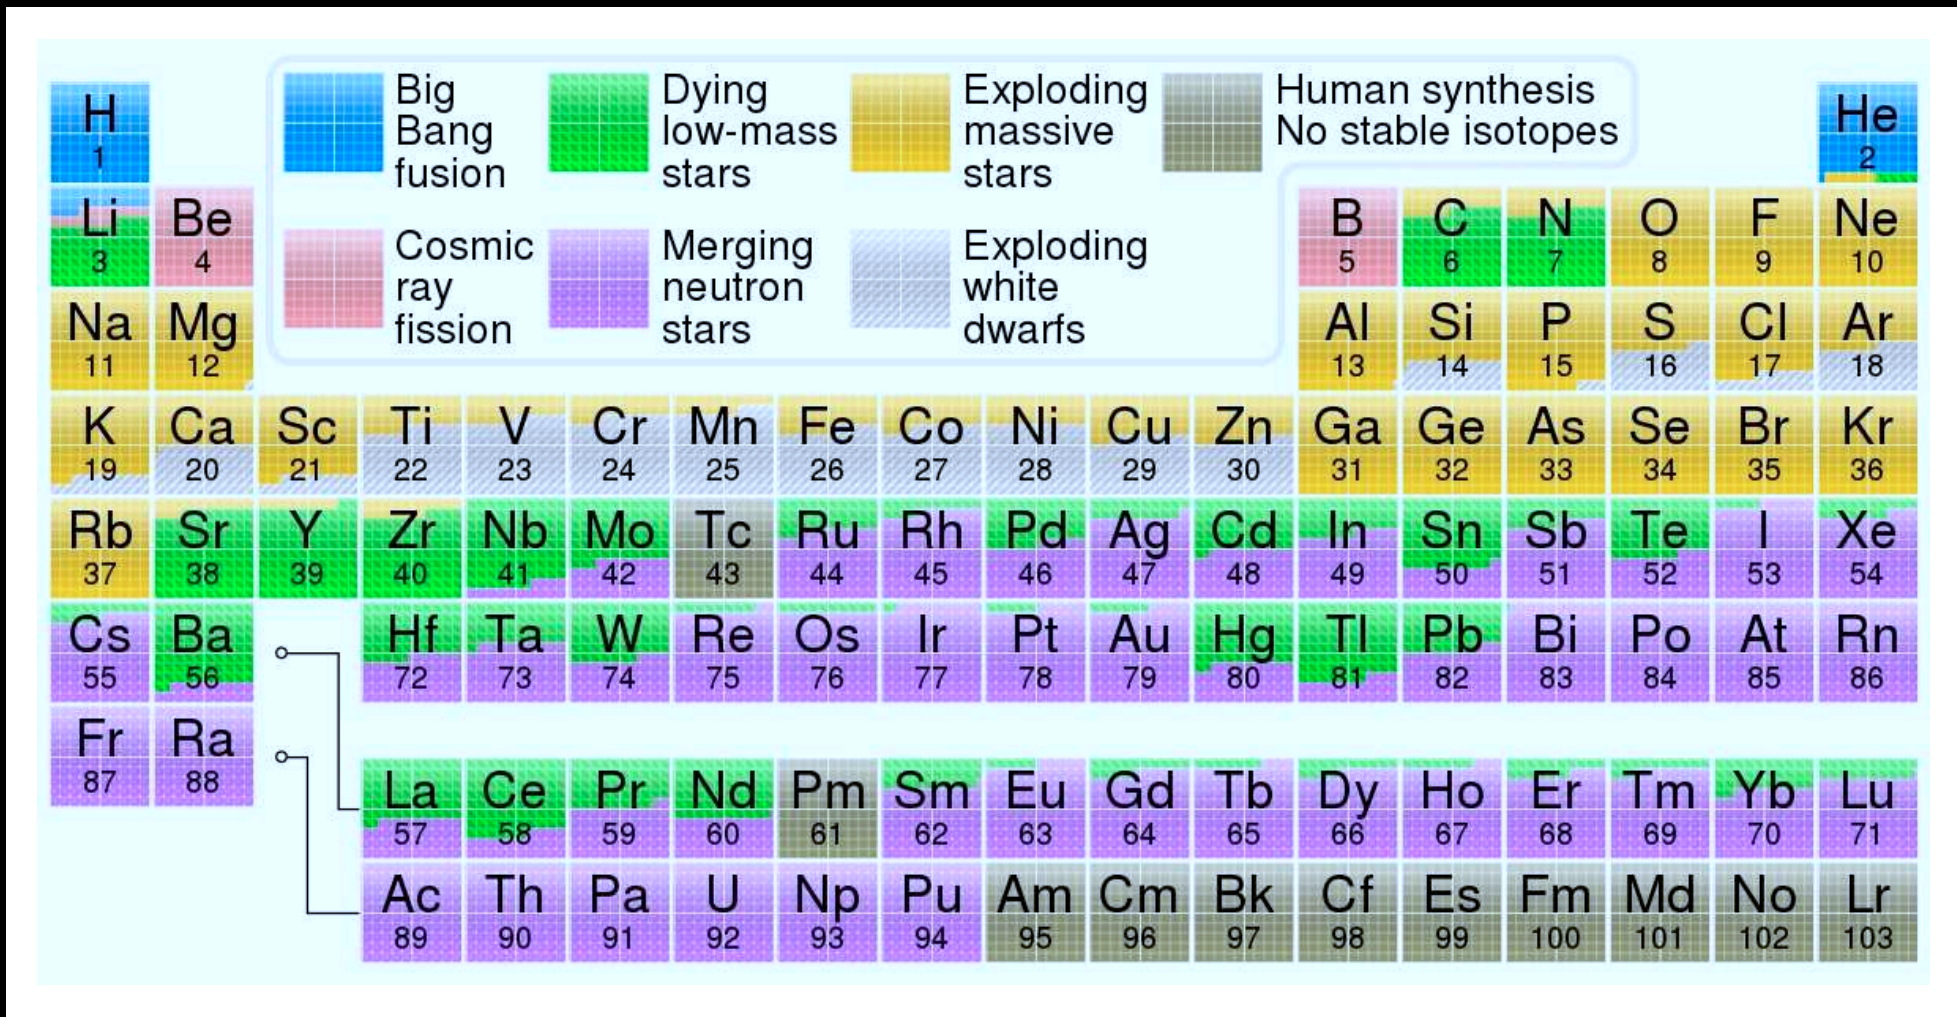 Big
Bang
fusion
Dying
low-mass
stars
Exploding
massive
stars
Human synthesis
No stable isotopes
Cosmic
ray
fission
Merging
neutron
stars
Exploding
white
dwarfs
H He
1 2
Li Be B C N O F Ne
3 4 5 6 7 8 9 10
Na Mg Al Si P S Cl Ar
11 12 13 14 15 16 17 18
K Ca Sc Ti V Cr Mn Fe Co Ni Cu Zn Ga Ge As Se Br Kr
19 20 21 22 23 24 25 26 27 28 29 30 31 32 33 34 35 36
Rb Sr Y Zr Nb Mo Tc Ru Rh Pd Ag Cd In Sn Sb Te I Xe
37 38 39 40 41 42 43 44 45 46 47 48 49 50 51 52 53 54
Cs Ba Hf Ta W Re Os Ir Pt Au Hg Tl Pb Bi Po At Rn
55 56 72 73 74 75 76 77 78 79 80 81 82 83 84 85 86
Fr Ra
87 88
La Ce Pr Nd Pm Sm Eu Gd Tb Dy Ho Er Tm Yb Lu
57 58 59 60 61 62 63 64 65 66 67 68 69 70 71
Ac Th Pa U Np Pu Am Cm Bk Cf Es Fm Md No Lr
89 90 91 92 93 94 95 96 97 98 99 100 101 102 103